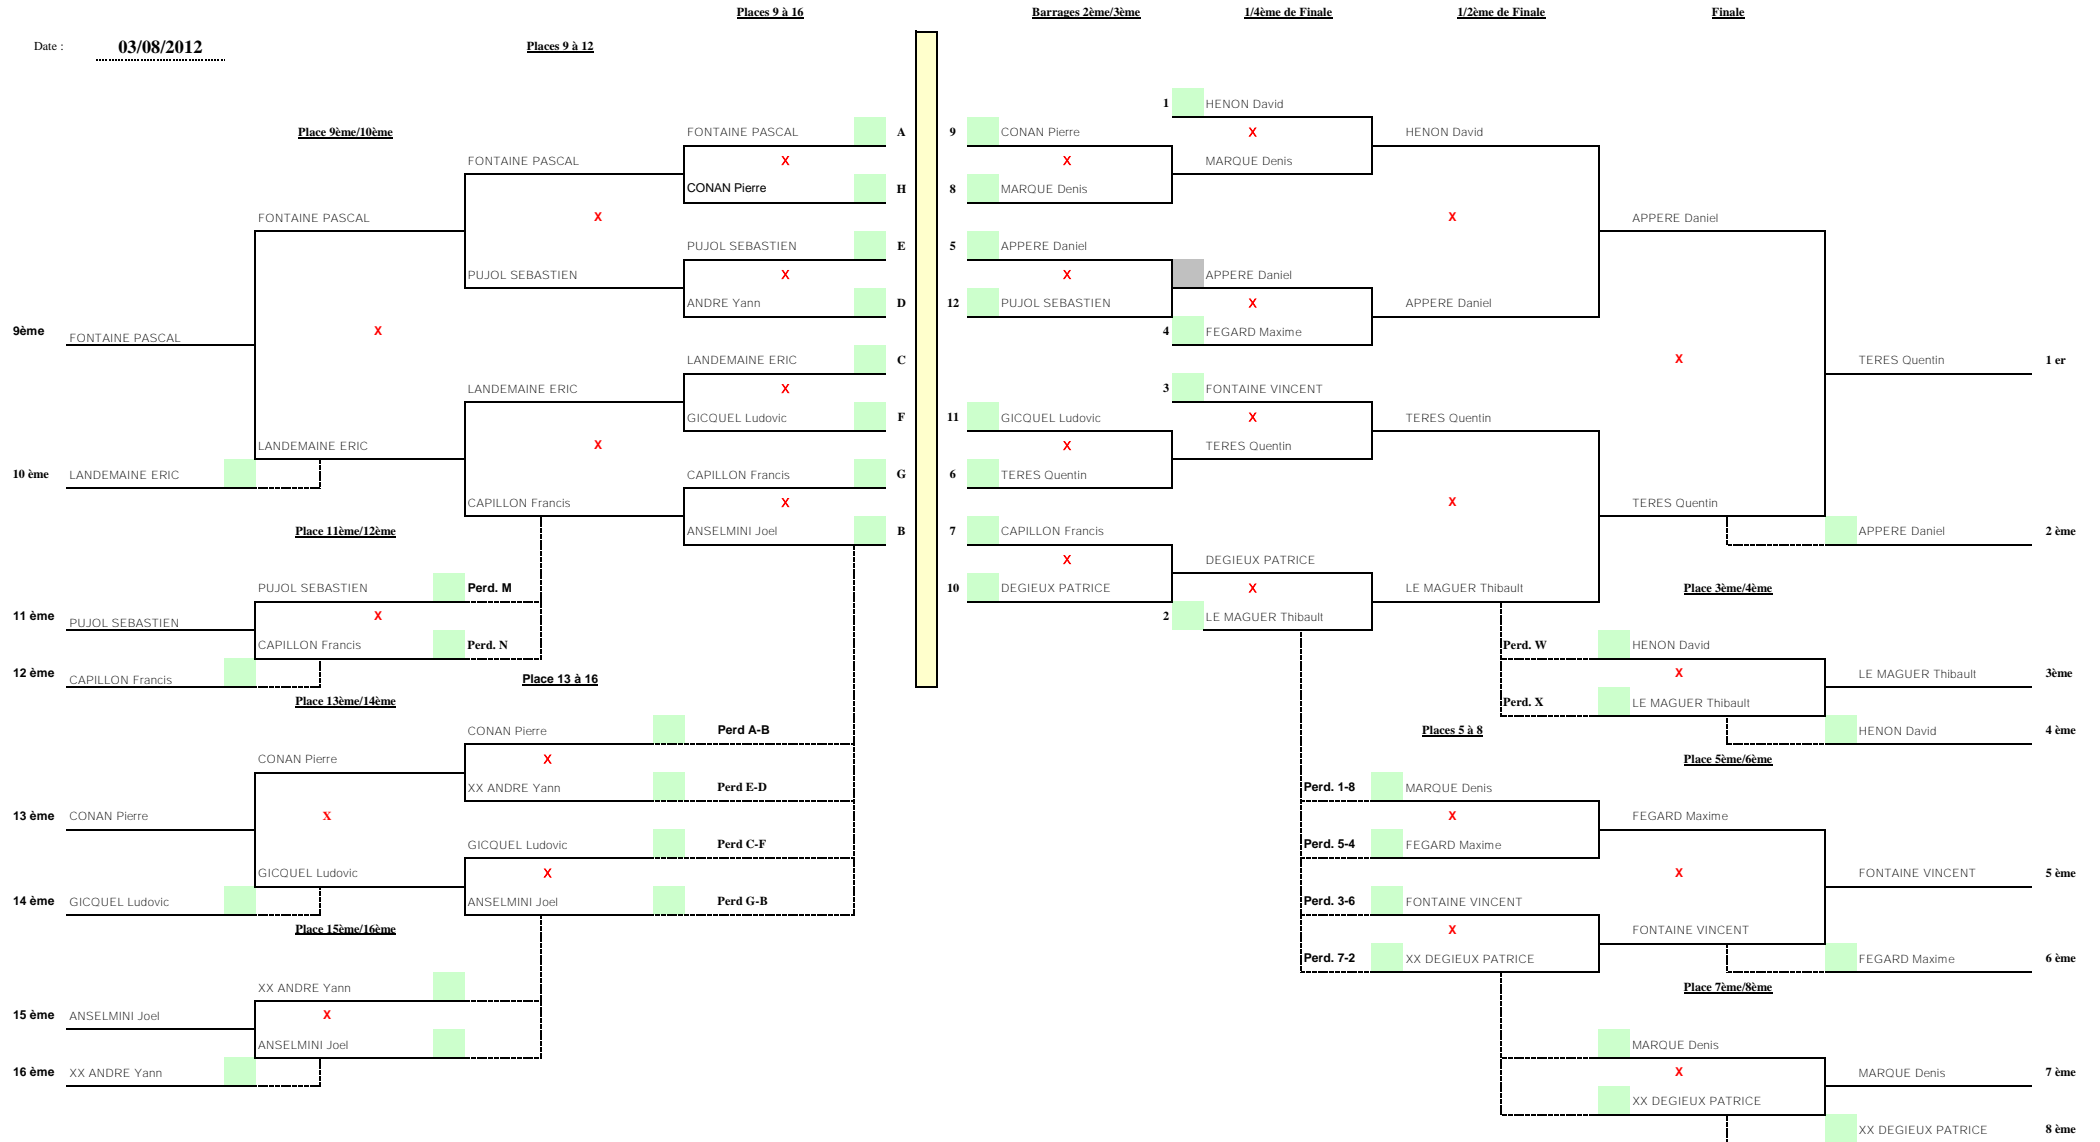 Places 9 à 16
Barrages 2ème/3ème
1/4ème de Finale
1/2ème de Finale
Finale
Date :
03/08/2012
Places 9 à 12
1
HENON David
Place 9ème/10ème
FONTAINE PASCAL
A
9
CONAN Pierre
X
HENON David
FONTAINE PASCAL
X
X
MARQUE Denis
CONAN Pierre
H
8
MARQUE Denis
FONTAINE PASCAL
X
X
APPERE Daniel
PUJOL SEBASTIEN
E
5
APPERE Daniel
PUJOL SEBASTIEN
X
X
APPERE Daniel
ANDRE Yann
D
12
PUJOL SEBASTIEN
X
APPERE Daniel
9ème
FONTAINE PASCAL
X
4
FEGARD Maxime
LANDEMAINE ERIC
C
X
TERES Quentin
1 er
LANDEMAINE ERIC
X
3
FONTAINE VINCENT
GICQUEL Ludovic
F
11
GICQUEL Ludovic
X
TERES Quentin
LANDEMAINE ERIC
X
X
TERES Quentin
10 ème
LANDEMAINE ERIC
CAPILLON Francis
G
6
TERES Quentin
CAPILLON Francis
X
X
TERES Quentin
Place 11ème/12ème
ANSELMINI Joel
B
7
CAPILLON Francis
APPERE Daniel
2 ème
X
DEGIEUX PATRICE
PUJOL SEBASTIEN
Perd. M
10
DEGIEUX PATRICE
X
LE MAGUER Thibault
Place 3ème/4ème
11 ème
PUJOL SEBASTIEN
X
2
LE MAGUER Thibault
CAPILLON Francis
Perd. N
Perd. W
HENON David
12 ème
CAPILLON Francis
Place 13 à 16
X
LE MAGUER Thibault
3ème
Place 13ème/14ème
Perd. X
LE MAGUER Thibault
CONAN Pierre
Perd A-B
Places 5 à 8
HENON David
4 ème
CONAN Pierre
X
Place 5ème/6ème
XX ANDRE Yann
Perd E-D
Perd. 1-8
MARQUE Denis
13 ème
CONAN Pierre
X
X
FEGARD Maxime
GICQUEL Ludovic
Perd C-F
Perd. 5-4
FEGARD Maxime
GICQUEL Ludovic
X
X
FONTAINE VINCENT
5 ème
14 ème
GICQUEL Ludovic
ANSELMINI Joel
Perd G-B
Perd. 3-6
FONTAINE VINCENT
Place 15ème/16ème
X
FONTAINE VINCENT
Perd. 7-2
XX DEGIEUX PATRICE
FEGARD Maxime
6 ème
XX ANDRE Yann
Place 7ème/8ème
15 ème
ANSELMINI Joel
X
ANSELMINI Joel
MARQUE Denis
16 ème
XX ANDRE Yann
X
MARQUE Denis
7 ème
XX DEGIEUX PATRICE
XX DEGIEUX PATRICE
8 ème